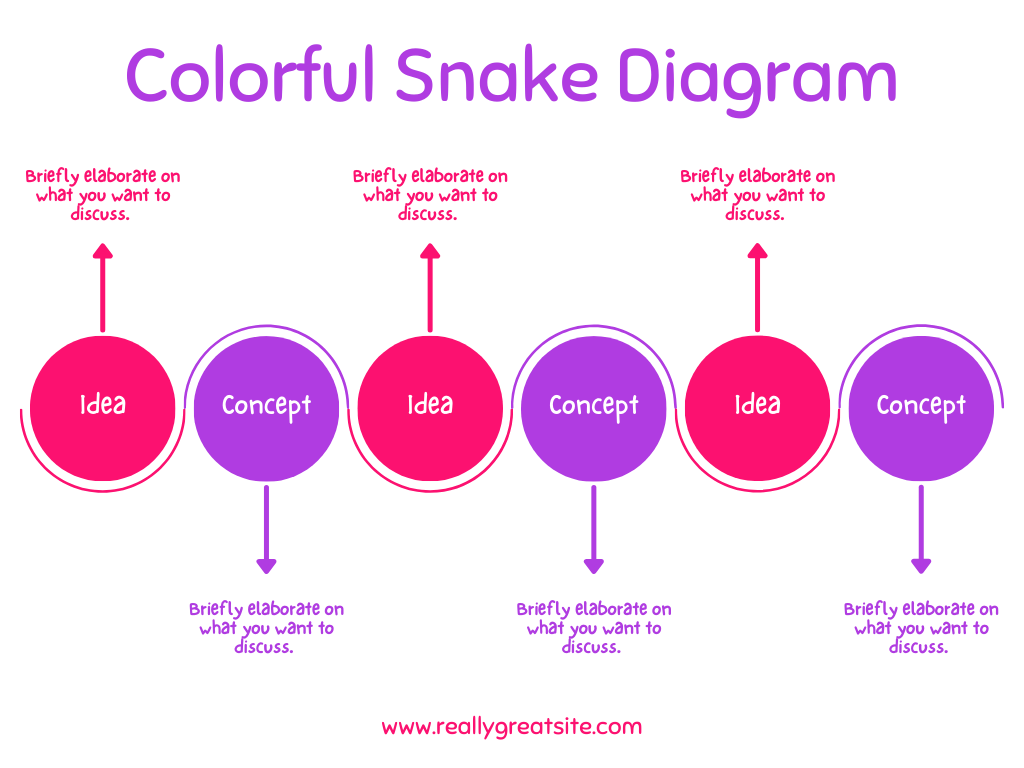 Colorful Snake Diagram
Briefly elaborate on
what you want to
discuss.
Briefly elaborate on
what you want to
discuss.
Briefly elaborate on
what you want to
discuss.
Idea
Concept
Idea
Concept
Idea
Concept
Briefly elaborate on
what you want to
discuss.
Briefly elaborate on
what you want to
discuss.
Briefly elaborate on
what you want to
discuss.
www.reallygreatsite.com